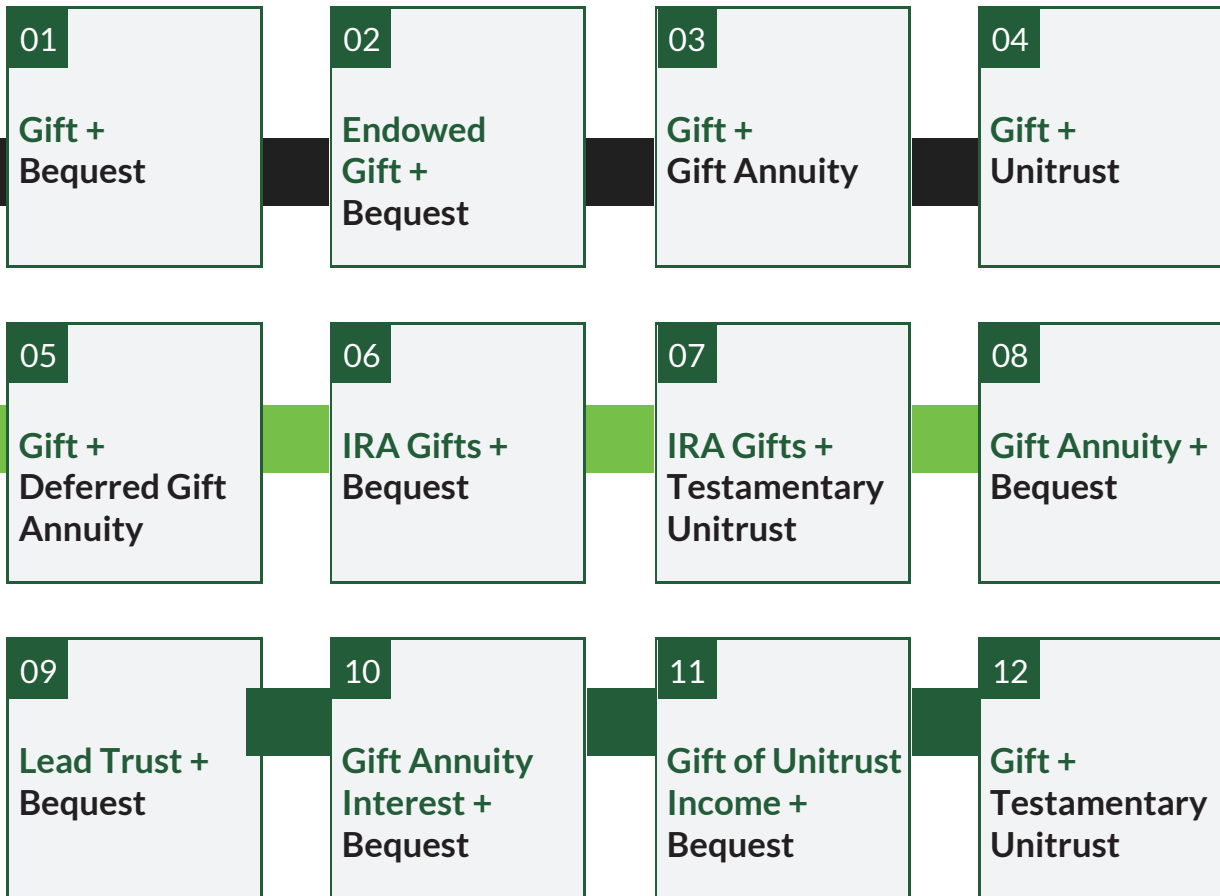 01
Gift +
Bequest
02
Endowed
Gift +
Bequest
03
Gift +
Gift Annuity
04
Gift +
Unitrust
05
Gift +
Deferred Gift
Annuity
06
IRA Gifts +
Bequest
07
IRA Gifts +
Testamentary
Unitrust
08
Gift Annuity +
Bequest
09
Lead Trust +
Bequest
10
Gift Annuity
Interest +
Bequest
11
Gift of Unitrust
Income +
Bequest
12
Gift +
Testamentary
Unitrust